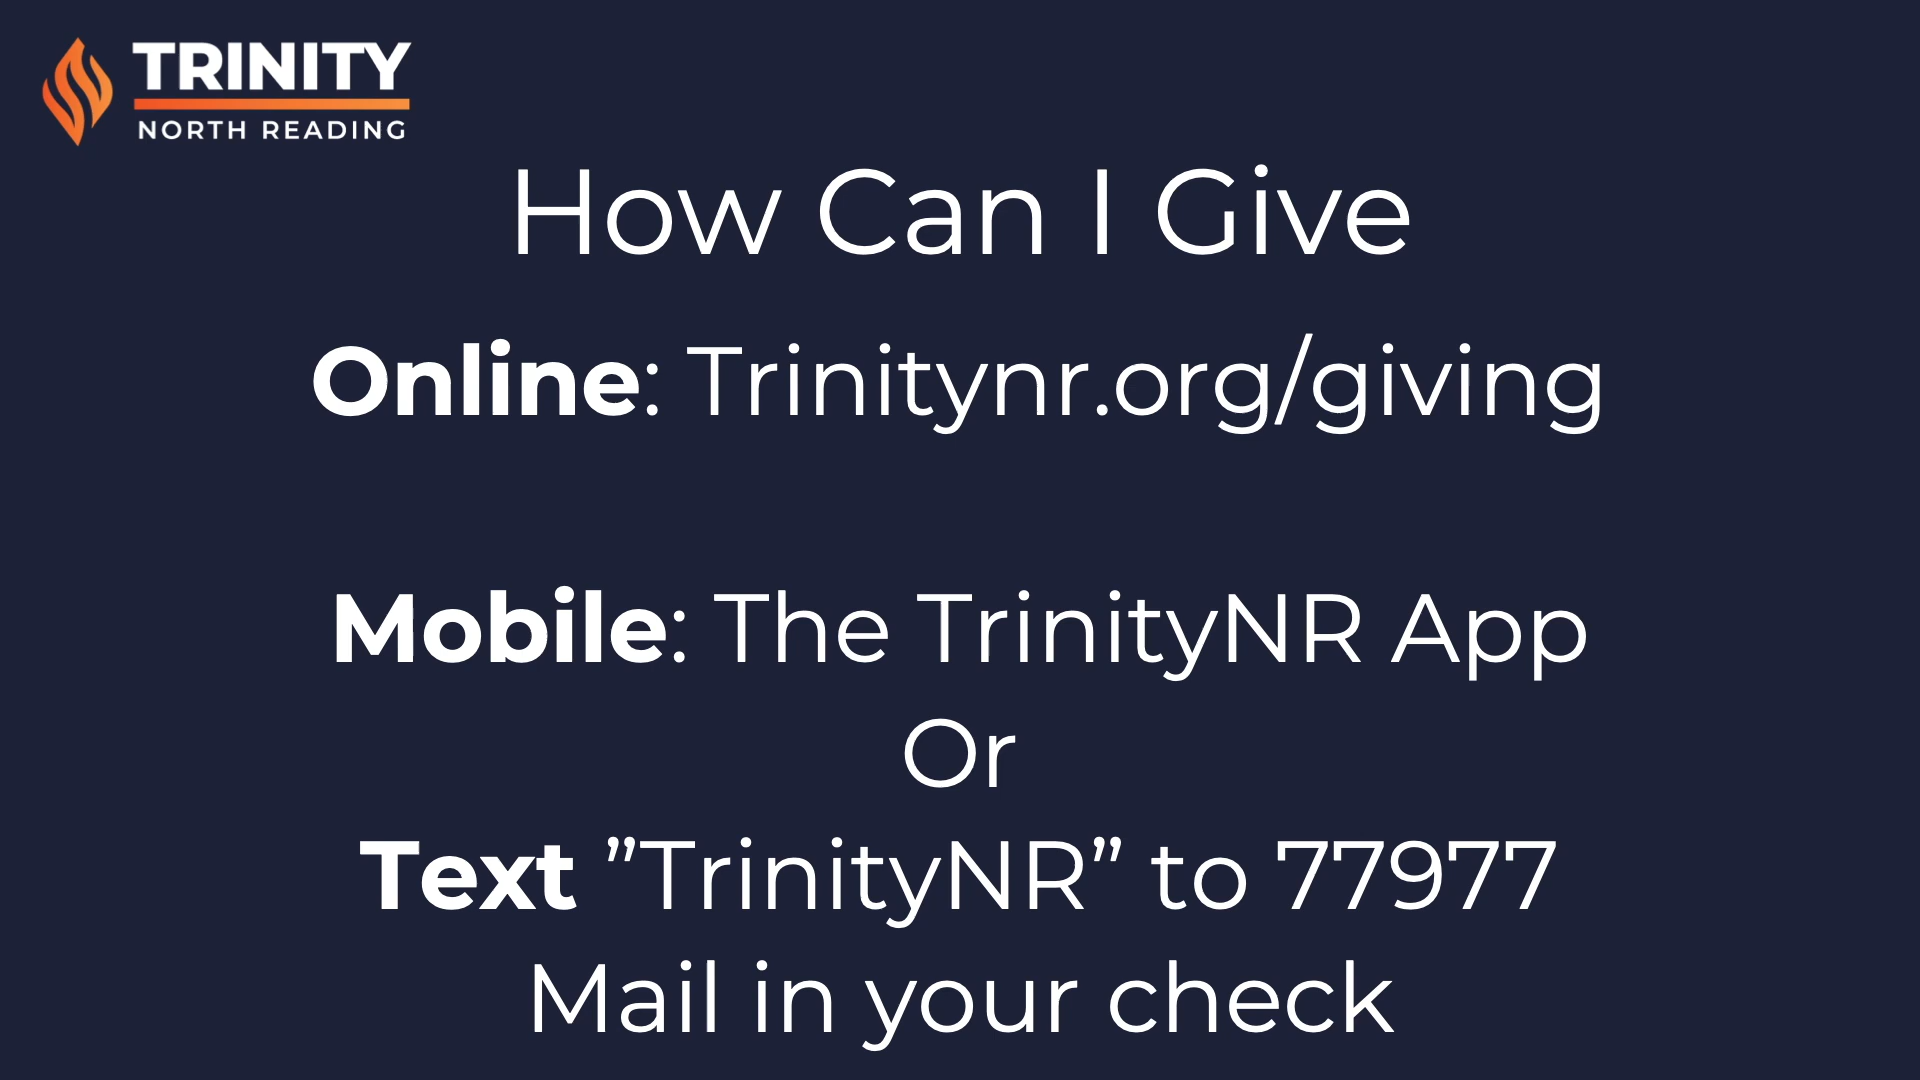 TRINITY
NORTH READING
How Can I Give
Online: Trinitynr.org/giving
Mobile: The TrinityNR App
Or
Text ”TrinityNR” to 77977
Mail in your check